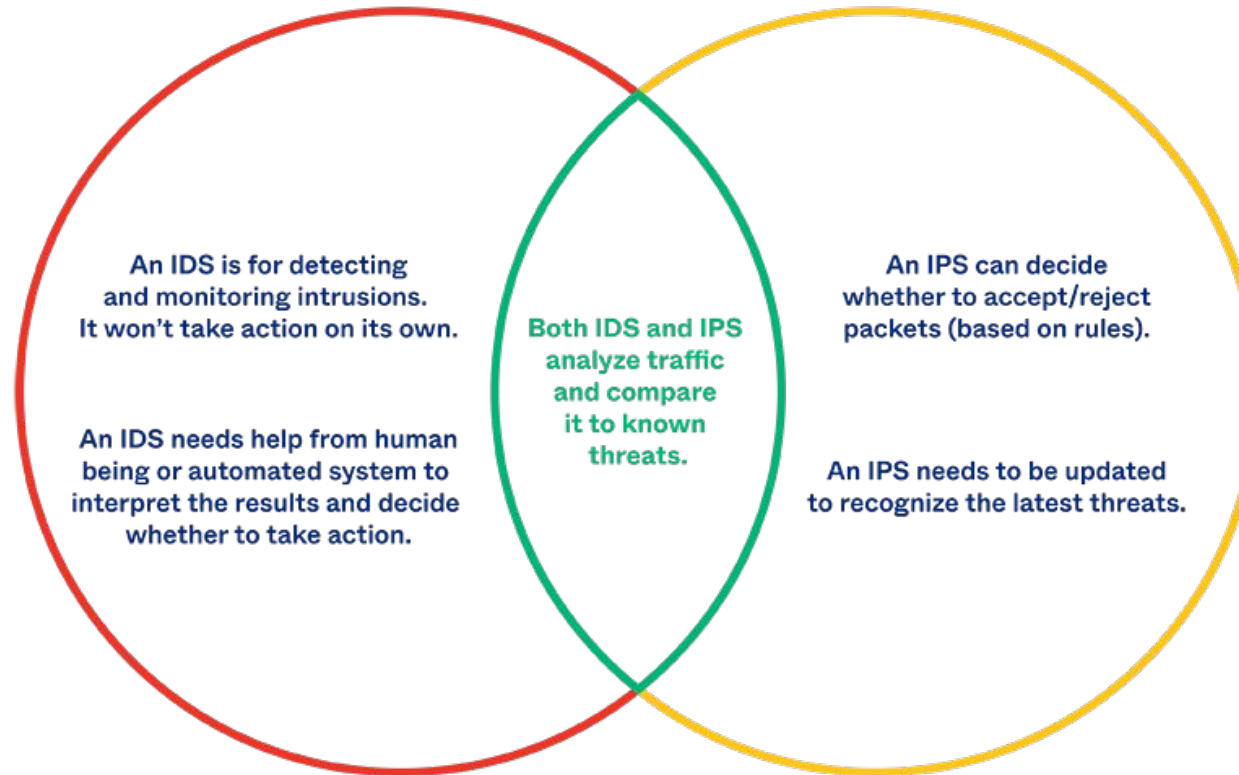 An IDS is for detecting
and monitoring intrusions.
It won't take action on its own.
An IDS needs help from human
being or automated system to
interpret the results and decide
whether to take action.
Both IDS and IPS
analyze traffic
and compare
it to known
threats.
An IPS can decide
whether to accept/reject
packets (based on rules).
An IPS needs to be updated
to recognize the latest threats.